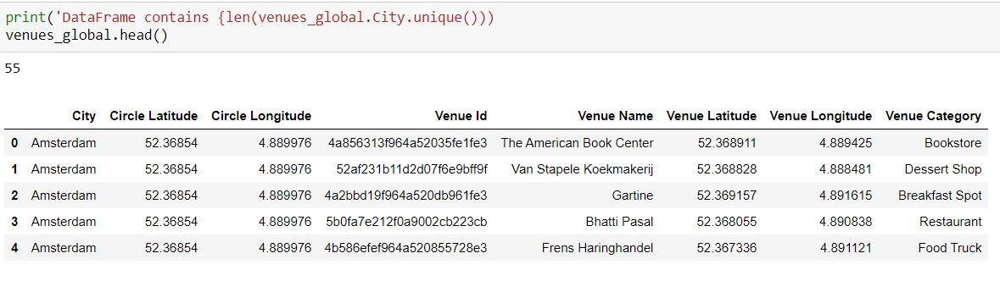 print('DataFrame contains {len(venues_global.City.unique()))
venues_global.head()
55
City Circle Latitude Circle Longitude Venue Id Venue Name Venue Latitude Venue Longitude Venue Category
0 Amsterdam 52.36854 4.889976 4a856313f964a52035fe1fe3 The American Book Center 52.368911 4.889425 Bookstore
1 Amsterdam 52.36854 4.889976 52af231b11d2d07f6e9bff9f Van Stapele Koekmakerij 52.368828 4.888481 Dessert Shop
2 Amsterdam 52.36854 4.889976 4a2bbd19f964a520db961fe3 Gartine 52.369157 4.891615 Breakfast Spot
3 Amsterdam 52.36854 4.889976 5b0fa7e212f0a9002cb223cb Bhatti Pasal 52.368055 4.890838 Restaurant
4 Amsterdam 52.36854 4.889976 4b586efef964a520855728e3 Frens Haringhandel 52.367336 4.891121 Food Truck